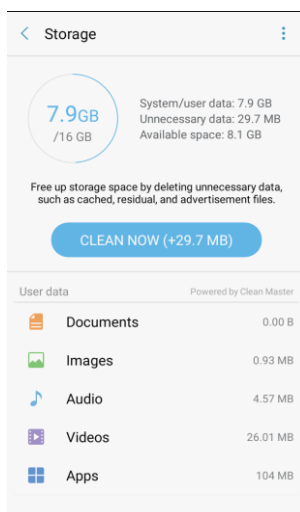 Storage
7.9GB
/16 GB
System/user data: 7.9 GB
Unnecessary data: 29.7 MB
Available space: 8.1 GB
Free up storage space by deleting unnecessary data,
such as cached, residual, and advertisement files.
CLEAN NOW (+29.7 MB)
User data Powered by Clean Master
Documents 0.00 B
Images 0.93 MB
Audio 4.57 MB
Videos 26.01 MB
Apps 104 MB